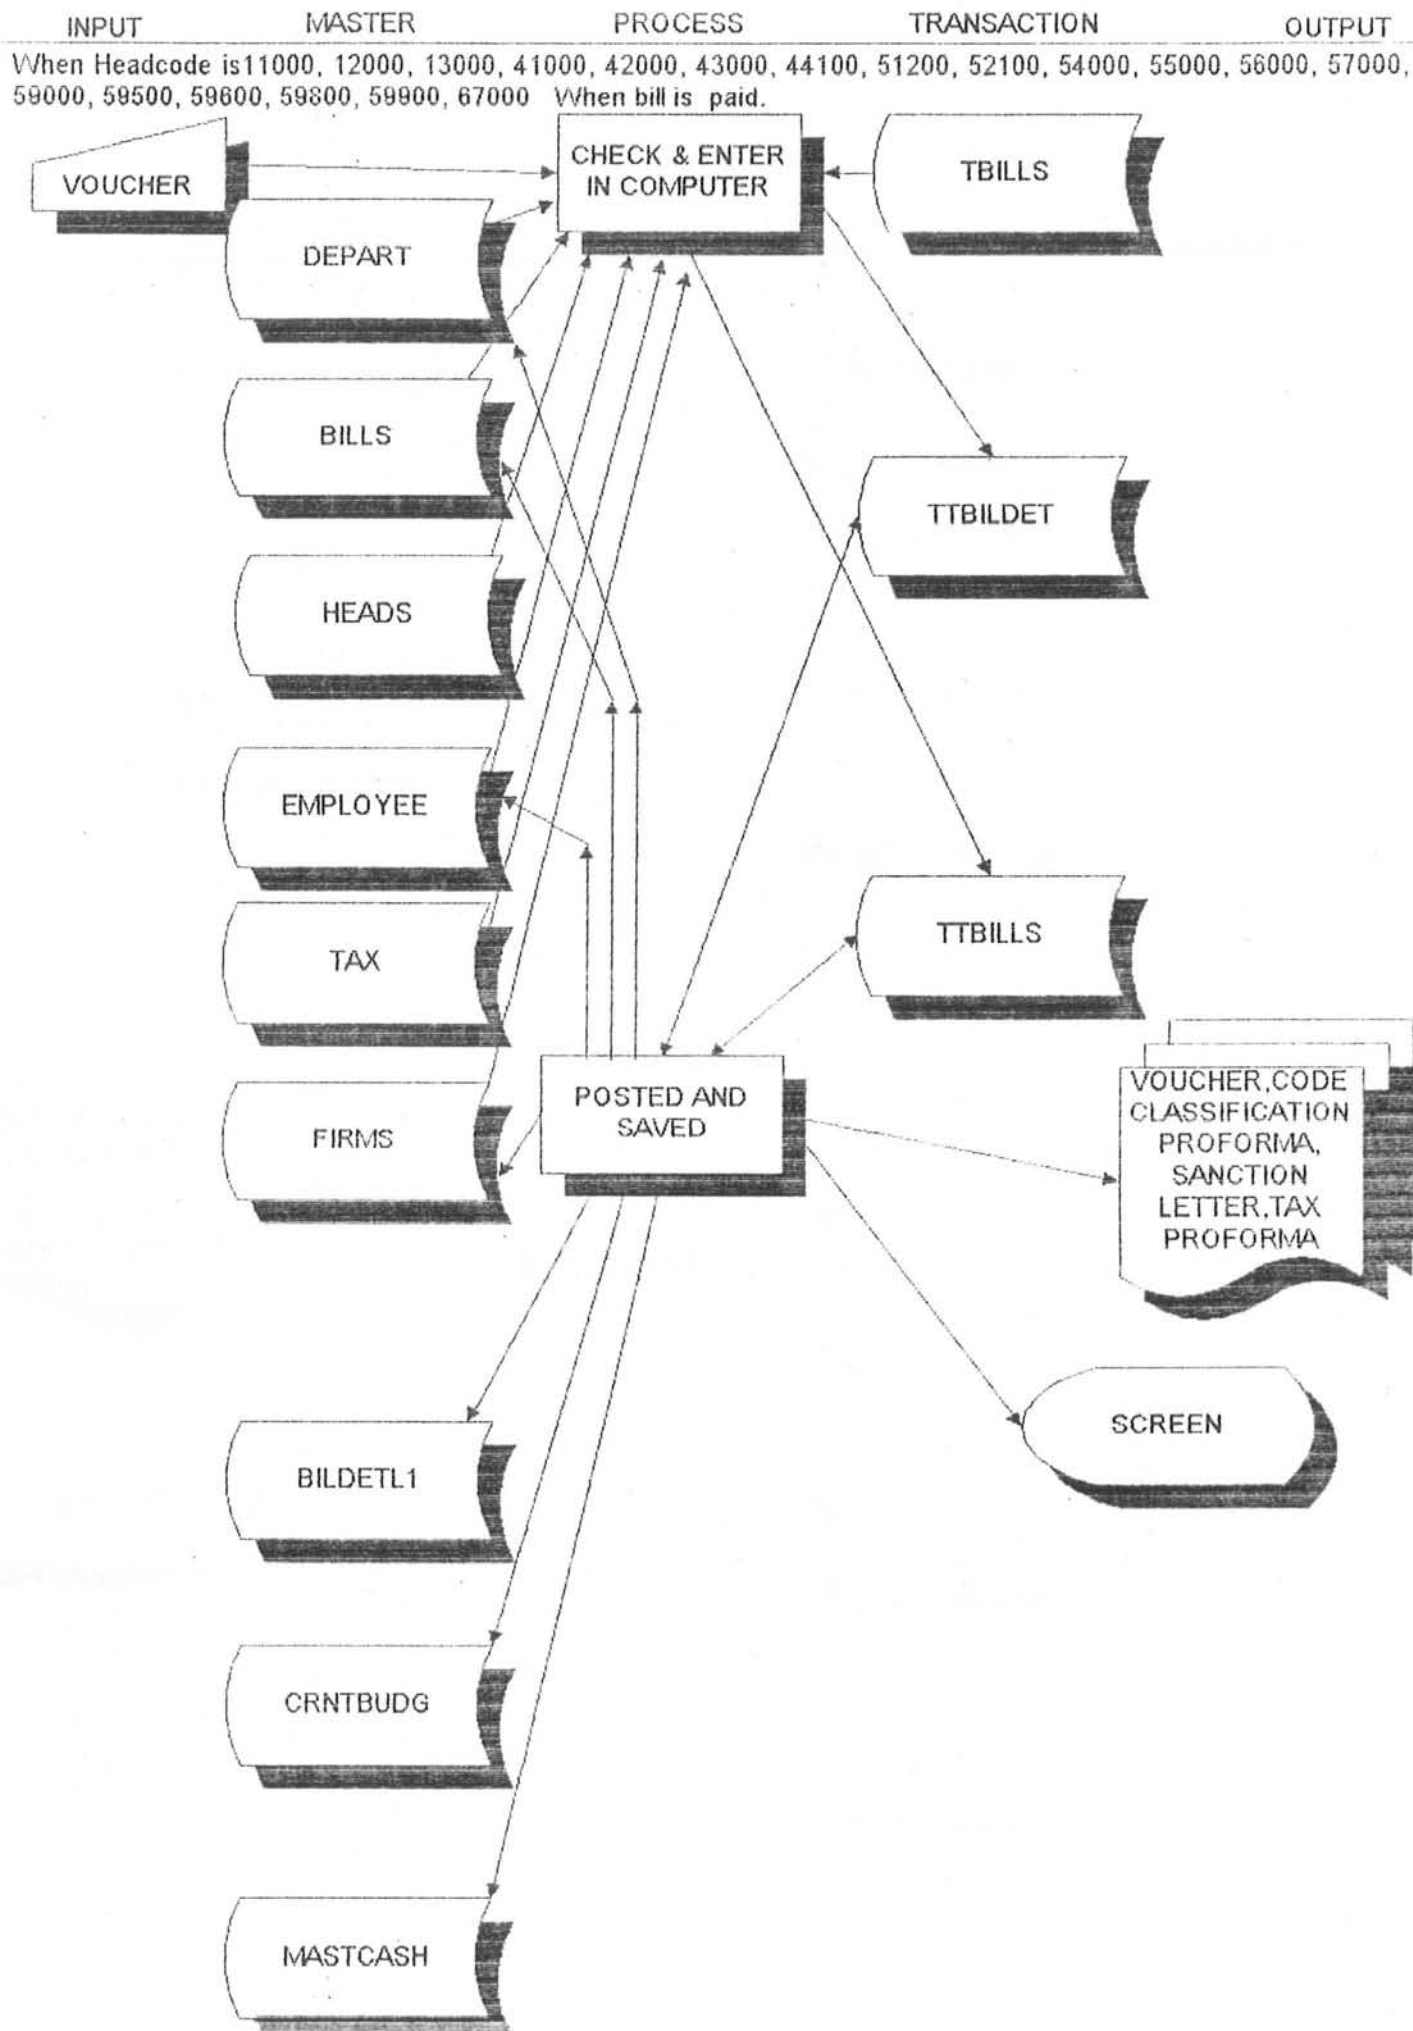 INPUT MASTER PROCESS TRANSACTION OUTPUT
When Headcode is11000, 12000, 13000, 41000, 42000, 43000, 44100, 51200, 52100, 54000, 55000, 56000, 57000,
59000, 59500, 59600, 59800, 59900, 67000 When bill is paid.
VOUCHER
CHECK & ENTER
IN COMPUTER
TBILLS
DEPART
BILLS
TTBILDET
HEADS
EMPLOYEE
TAX
TTBILLS
FIRMS
POSTED AND
SAVED
VOUCHER,CODE
CLASSIFICATION
PROFORMA,
SANCTION
LETTER,TAX
PROFORMA
SCREEN
BILDETL1
CRNTBUDG
MASTCASH